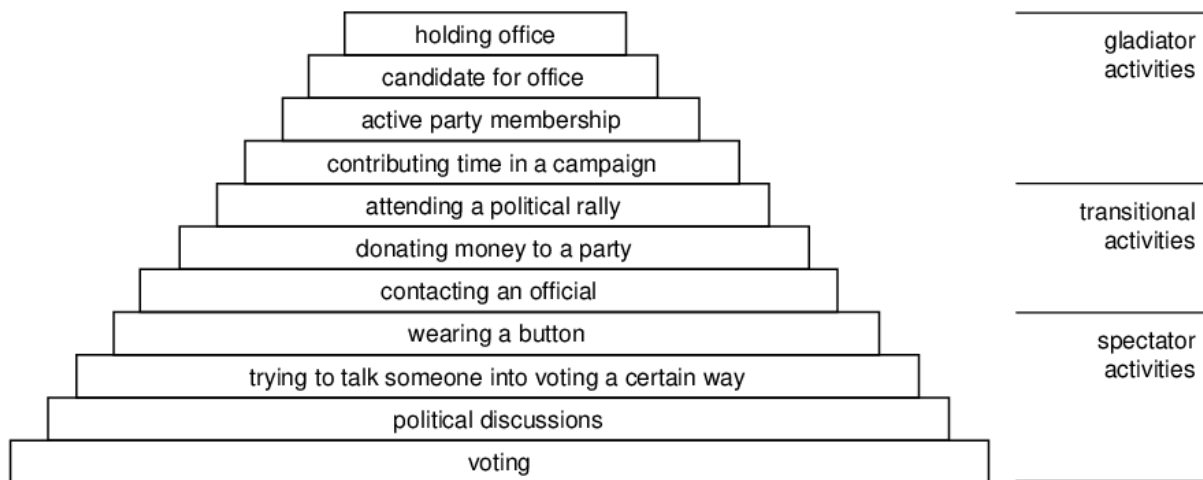 holding office
candidate for office
active party membership
contributing time in a campaign
attending a political rally
donating money to a party
contacting an official
wearing a button
trying to talk someone into voting a certain way
political discussions
voting
gladiator
activities
transitional
activities
spectator
activities